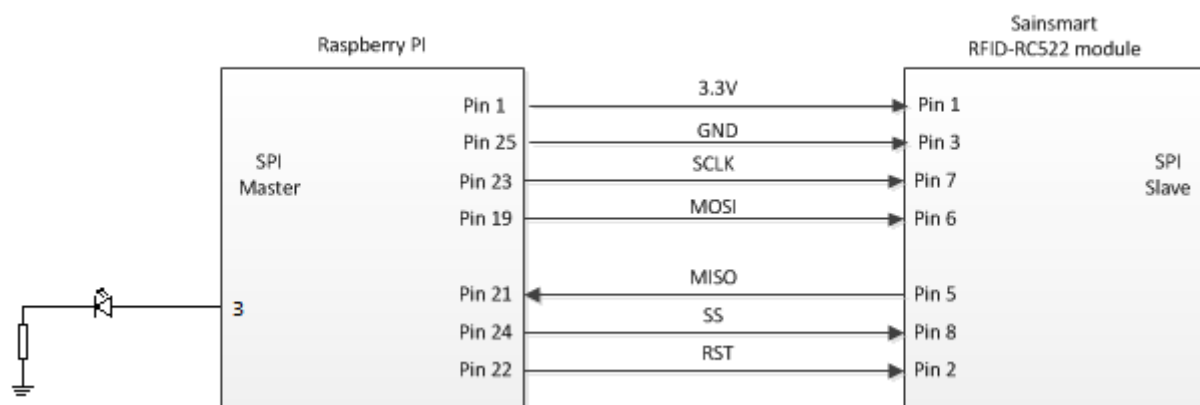 Sainsmart
RFID-RC522 module
Raspberry PI
SPI
Master
SPI
Slave
Pin 1
3.3V
Pin 1
Pin 25
GND
Pin 3
Pin 23
SCLK
Pin 7
Pin 19
MOSI
Pin 6
Pin 21
MISO
Pin 5
3
Pin 24
SS
Pin 8
Pin 22
RST
Pin 2